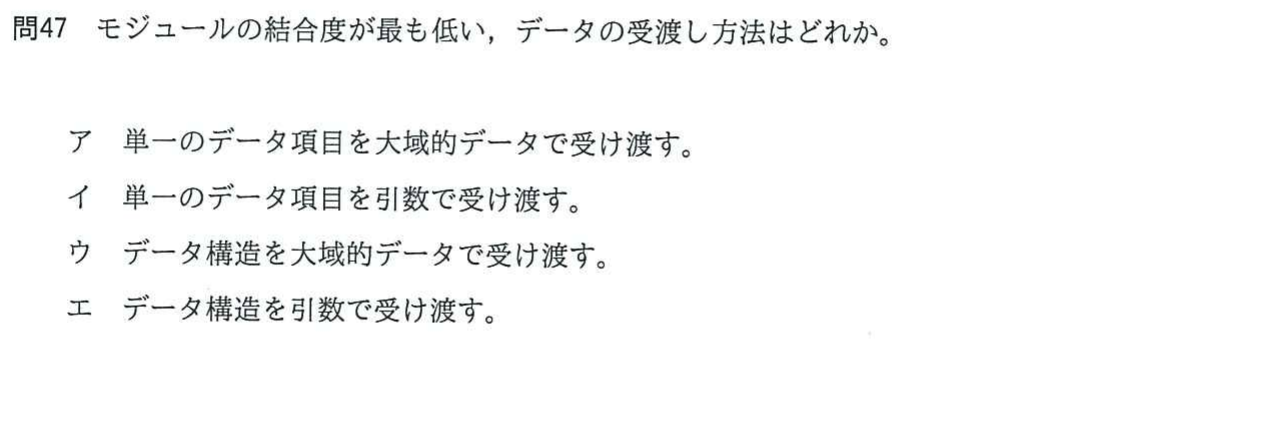 問47 モジュールの結合度が最も低い，データの受渡し方法はどれか。
ア 単一のデータ項目を大域的データで受け渡す。
イ 単一のデータ項目を引数で受け渡す。
ウ データ構造を大域的データで受け渡す。
エ データ構造を引数で受け渡す。